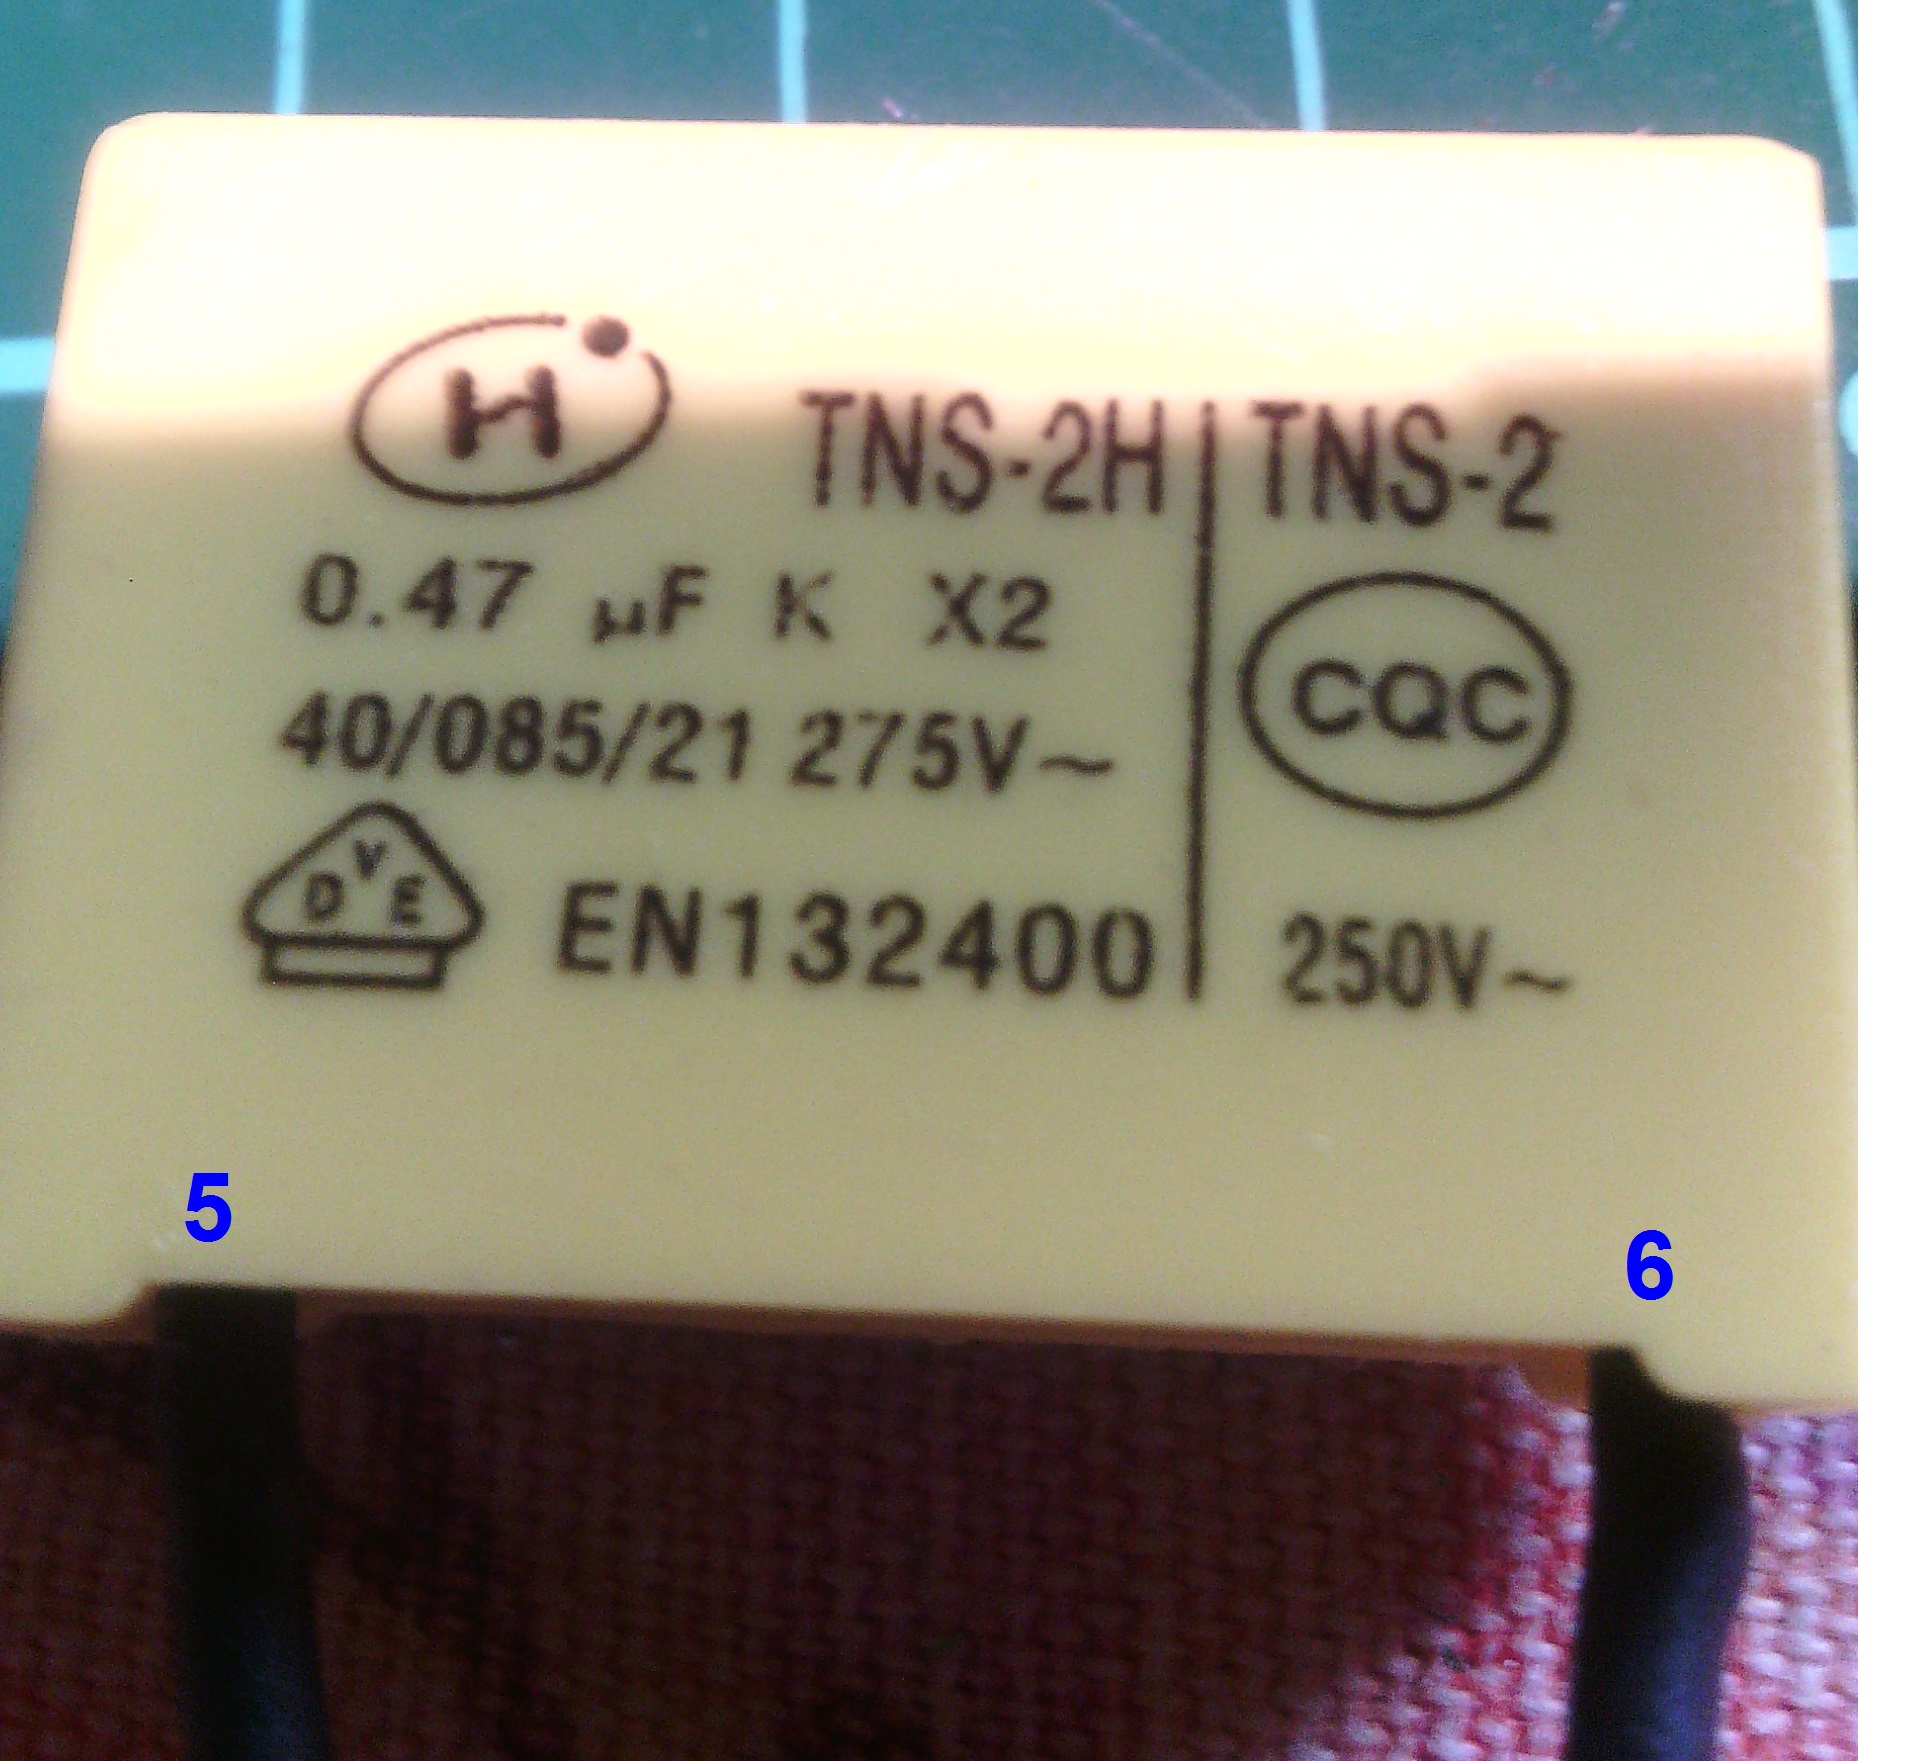 H
TNS-2H TNS-2
0.47 µF K X2
CQC
40/085/21 275V~
DVE
EN132400
250V~
5
6